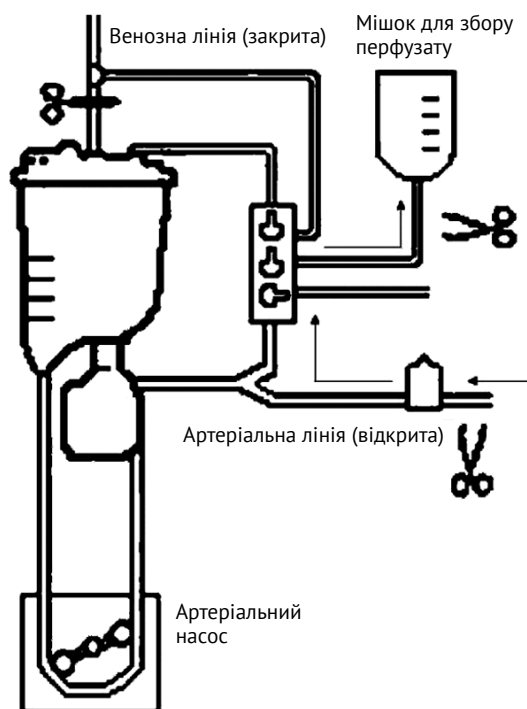 Венозна лінія (закрита)
Мішок для збору
перфузату
Артеріальна лінія (відкрита)
Артеріальний
насос